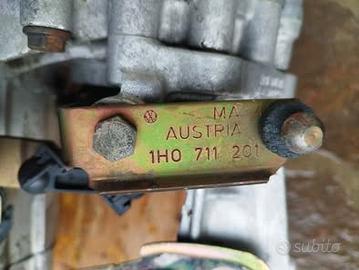 MA
AUSTRIA
1H0 711 201
subito